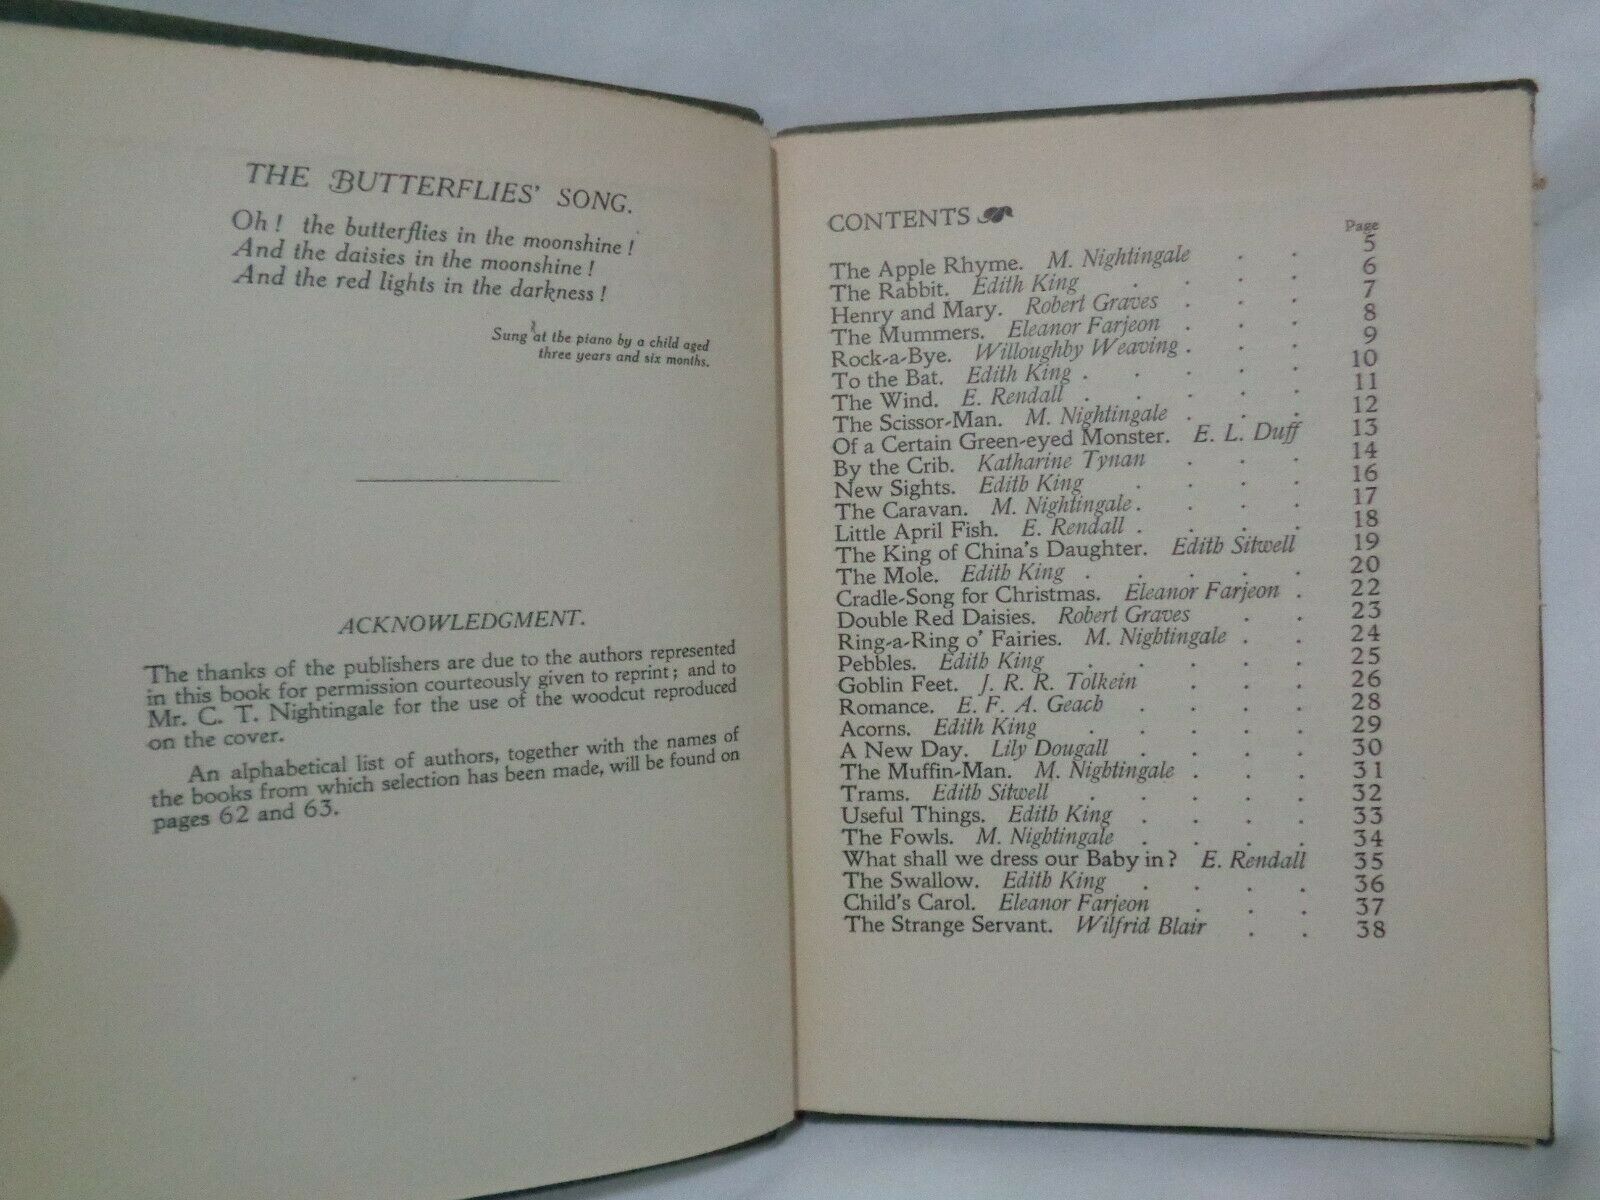 THE BUTTERFLIES' SONG.
Oh! the butterflies in the moonshine!
And the daisies in the moonshine!
And the red lights in the darkness!
Sung at the piano by a child aged
three years and six months.
ACKNOWLEDGMENT.
The thanks of the publishers are due to the authors represented
in this book for permission courteously given to reprint; and to
Mr. C. T. Nightingale for the use of the woodcut reproduced
on the cover.
An alphabetical list of authors, together with the names of
the books from which selection has been made, will be found on
pages 62 and 63.
CONTENTS
Page
The Apple Rhyme. M. Nightingale . . 5
The Rabbit. Edith King . . . . 6
Henry and Mary. Robert Graves . . . 7
The Mummers. Eleanor Farjeon . . . 8
Rock-a-Bye. Willoughby Weaving . . . 9
To the Bat. Edith King . . . . . 10
The Wind. E. Rendall . . . . . 11
The Scissor-Man. M. Nightingale . . . 12
Of a Certain Green-eyed Monster. E. L. Duff 13
By the Crib. Katharine Tynan . . . 14
New Sights. Edith King . . . . 16
The Caravan. M. Nightingale . . . . 17
Little April Fish. E. Rendall . . . . 18
The King of China's Daughter. Edith Sitwell 19
The Mole. Edith King . . . . . 20
Cradle-Song for Christmas. Eleanor Farjeon . 22
Double Red Daisies. Robert Graves . . 23
Ring-a-Ring o' Fairies. M. Nightingale . . 24
Pebbles. Edith King . . . . . 25
Goblin Feet. J. R. R. Tolkein . . . 26
Romance. E. F. A. Geach . . . . 28
Acorns. Edith King . . . . . 29
A New Day. Lily Dougall . . . . 30
The Muffin-Man. M. Nightingale . . . 31
Trams. Edith Sitwell . . . . . 32
Useful Things. Edith King . . . . 33
The Fowls. M. Nightingale . . . . 34
What shall we dress our Baby in? E. Rendall 35
The Swallow. Edith King . . . . 36
Child's Carol. Eleanor Farjeon . . . 37
The Strange Servant. Wilfrid Blair . . 38